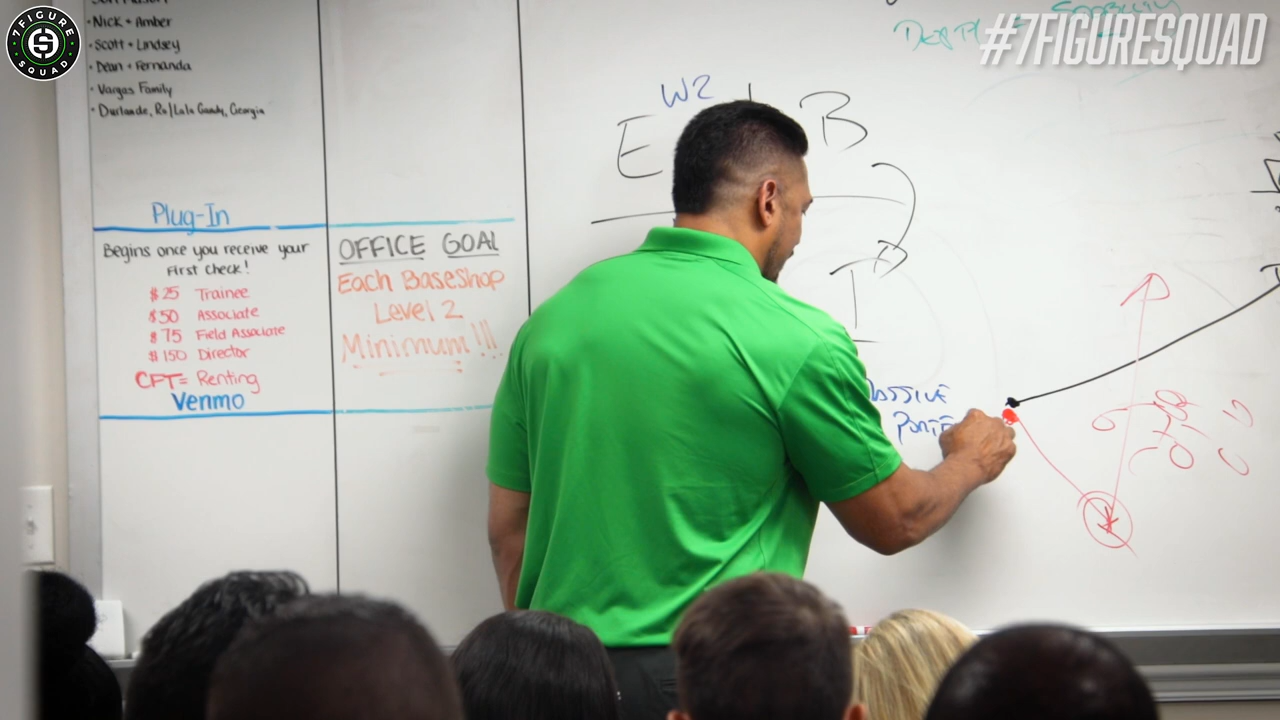 7 FIGURE
SQUAD
#7FIGURESQUAD
• Nick + Amber
• Scott + Lindsey
• Dean + Fernanda
• Vargas Family
Plug-In
Begins once you receive your
First check!
$25 Trainee
$50 Associate
$75 Field Associate
$150 Director
CFT = Renting
Venmo
OFFICE GOAL
Each BaseShop
Level 2
Minimum!!!
W2
E
B
I